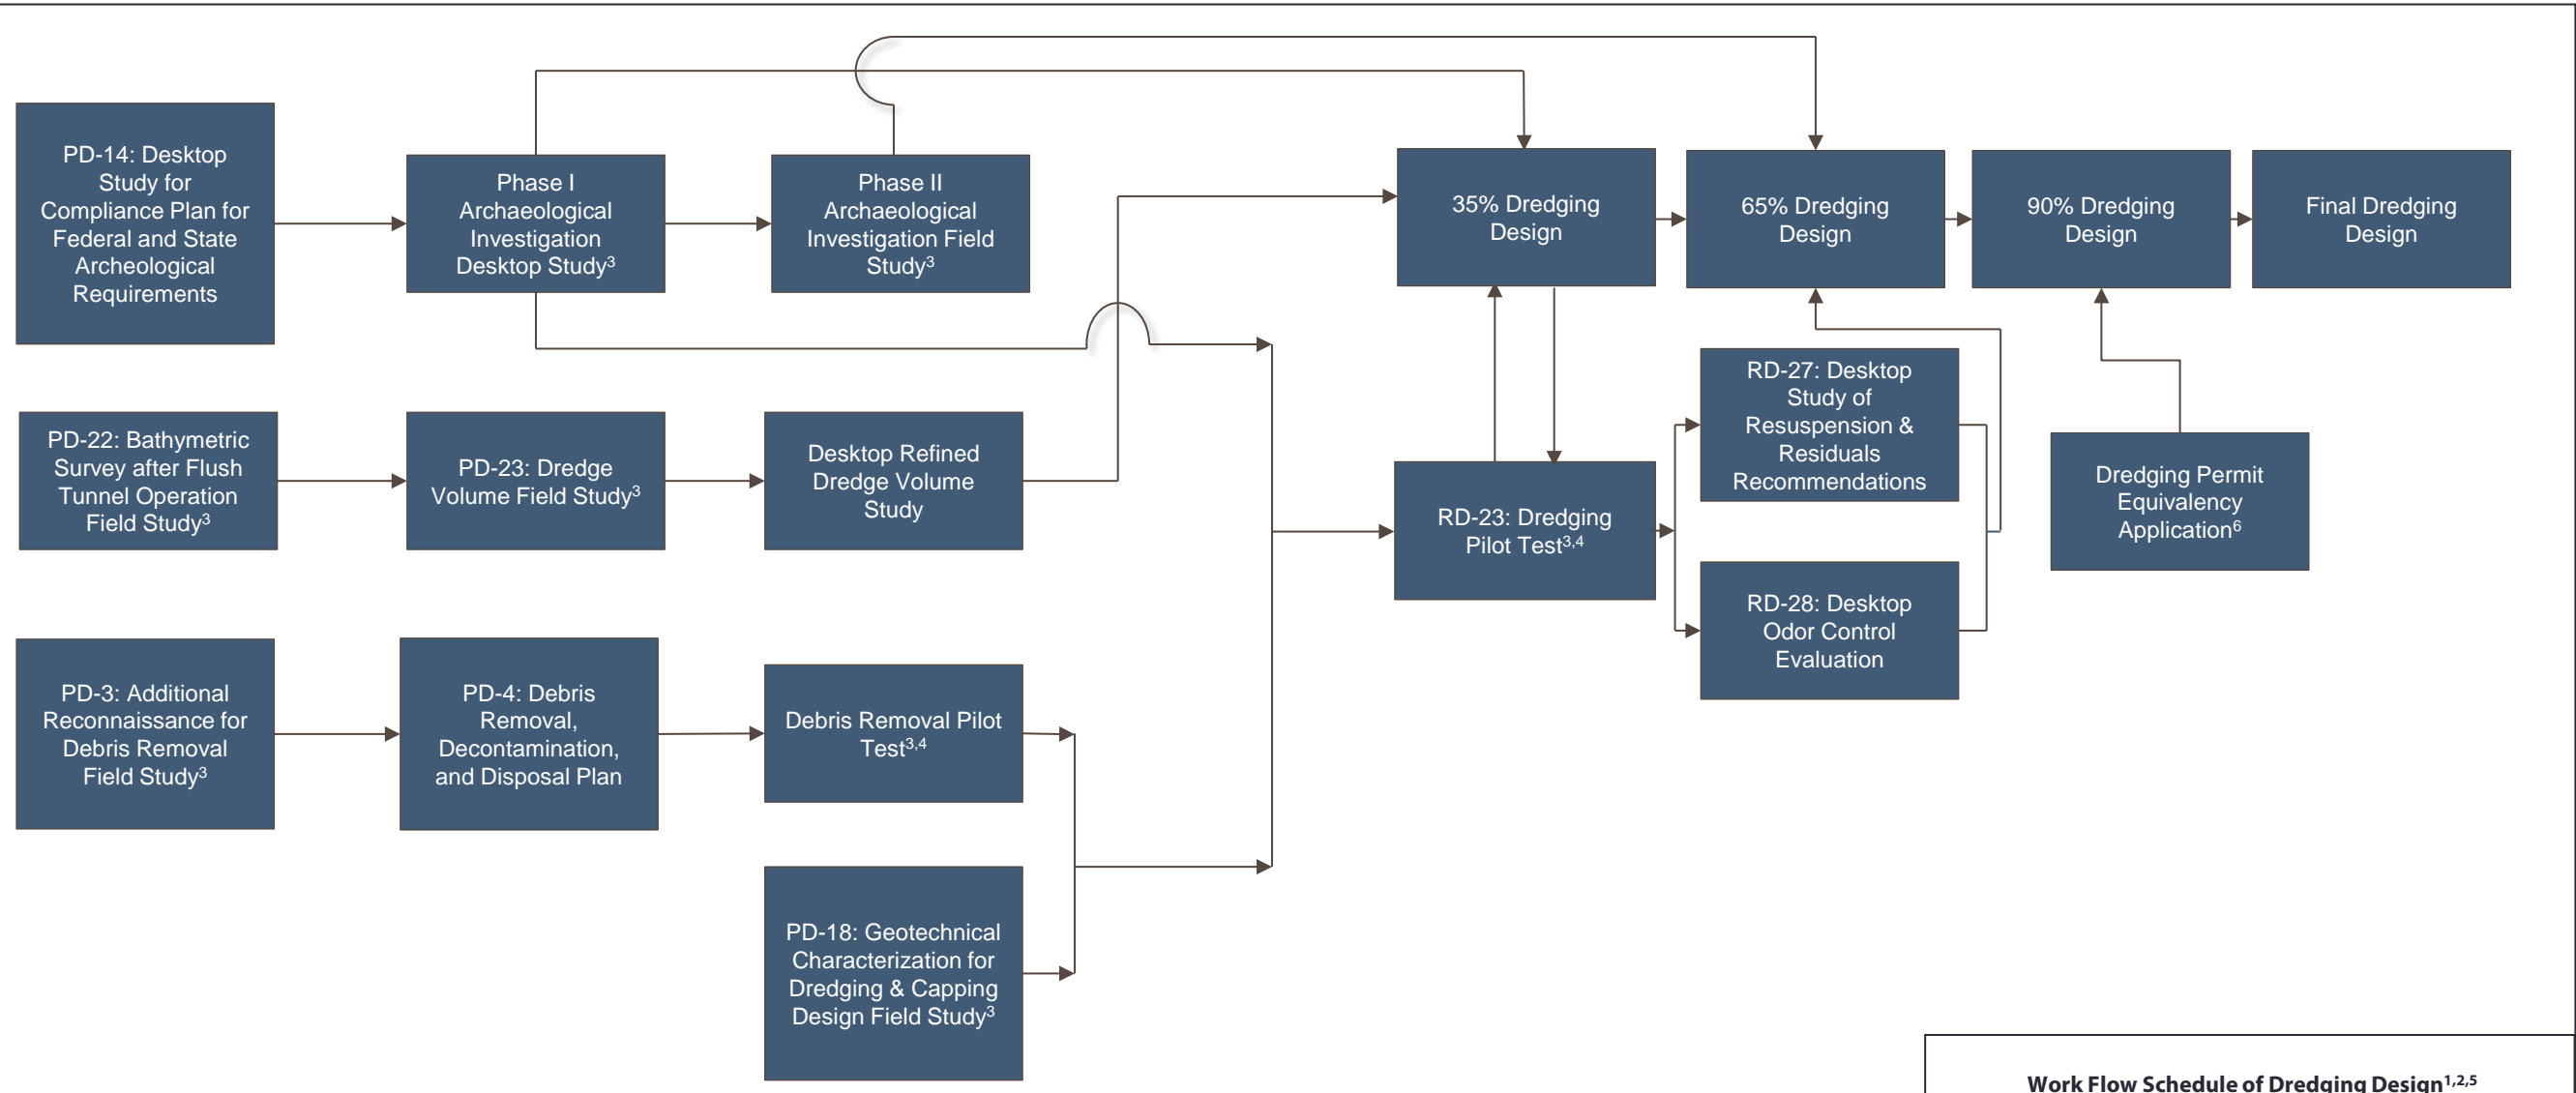 PD-14: Desktop
Study for
Compliance Plan for
Federal and State
Archeological
Requirements
Phase I
Archaeological
Investigation
Desktop Study³
Phase II
Archaeological
Investigation Field
Study³
35% Dredging
Design
65% Dredging
Design
90% Dredging
Design
Final Dredging
Design
PD-22: Bathymetric
Survey after Flush
Tunnel Operation
Field Study³
PD-23: Dredge
Volume Field Study³
Desktop Refined
Dredge Volume
Study
RD-23: Dredging
Pilot Test³,⁴
RD-27: Desktop
Study of
Resuspension &
Residuals
Recommendations
RD-28: Desktop
Odor Control
Evaluation
Dredging Permit
Equivalency
Application⁶
PD-3: Additional
Reconnaissance for
Debris Removal
Field Study³
PD-4: Debris
Removal,
Decontamination,
and Disposal Plan
Debris Removal Pilot
Test³,⁴
PD-18: Geotechnical
Characterization for
Dredging & Capping
Design Field Study³
Work Flow Schedule of Dredging Design¹,²,⁵